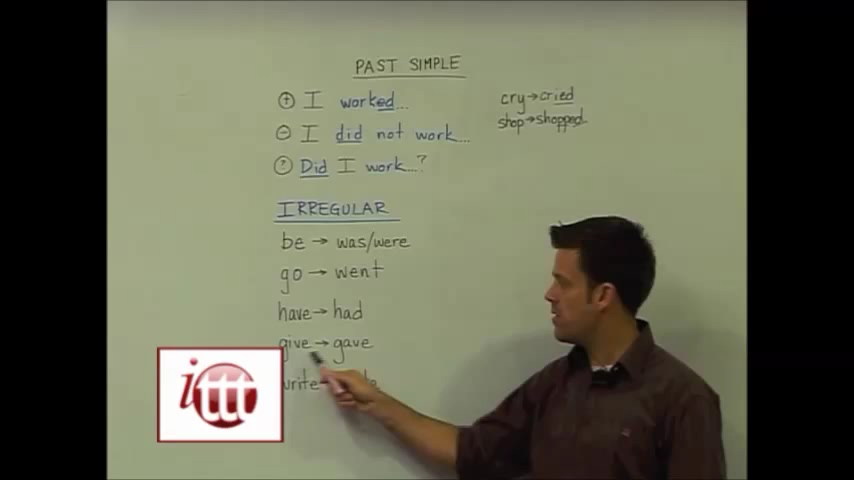 PAST SIMPLE
+ I worked...
- I did not work...
? Did I work....?
cry → cried
shop → shopped
IRREGULAR
be → was/were
go → went
have → had
give → gave
ittt